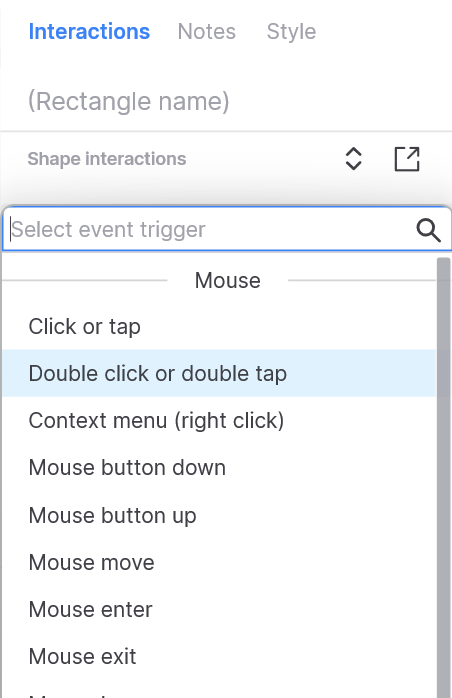 Interactions Notes Style
(Rectangle name)
Shape interactions
Select event trigger
Mouse
Click or tap
Double click or double tap
Context menu (right click)
Mouse button down
Mouse button up
Mouse move
Mouse enter
Mouse exit